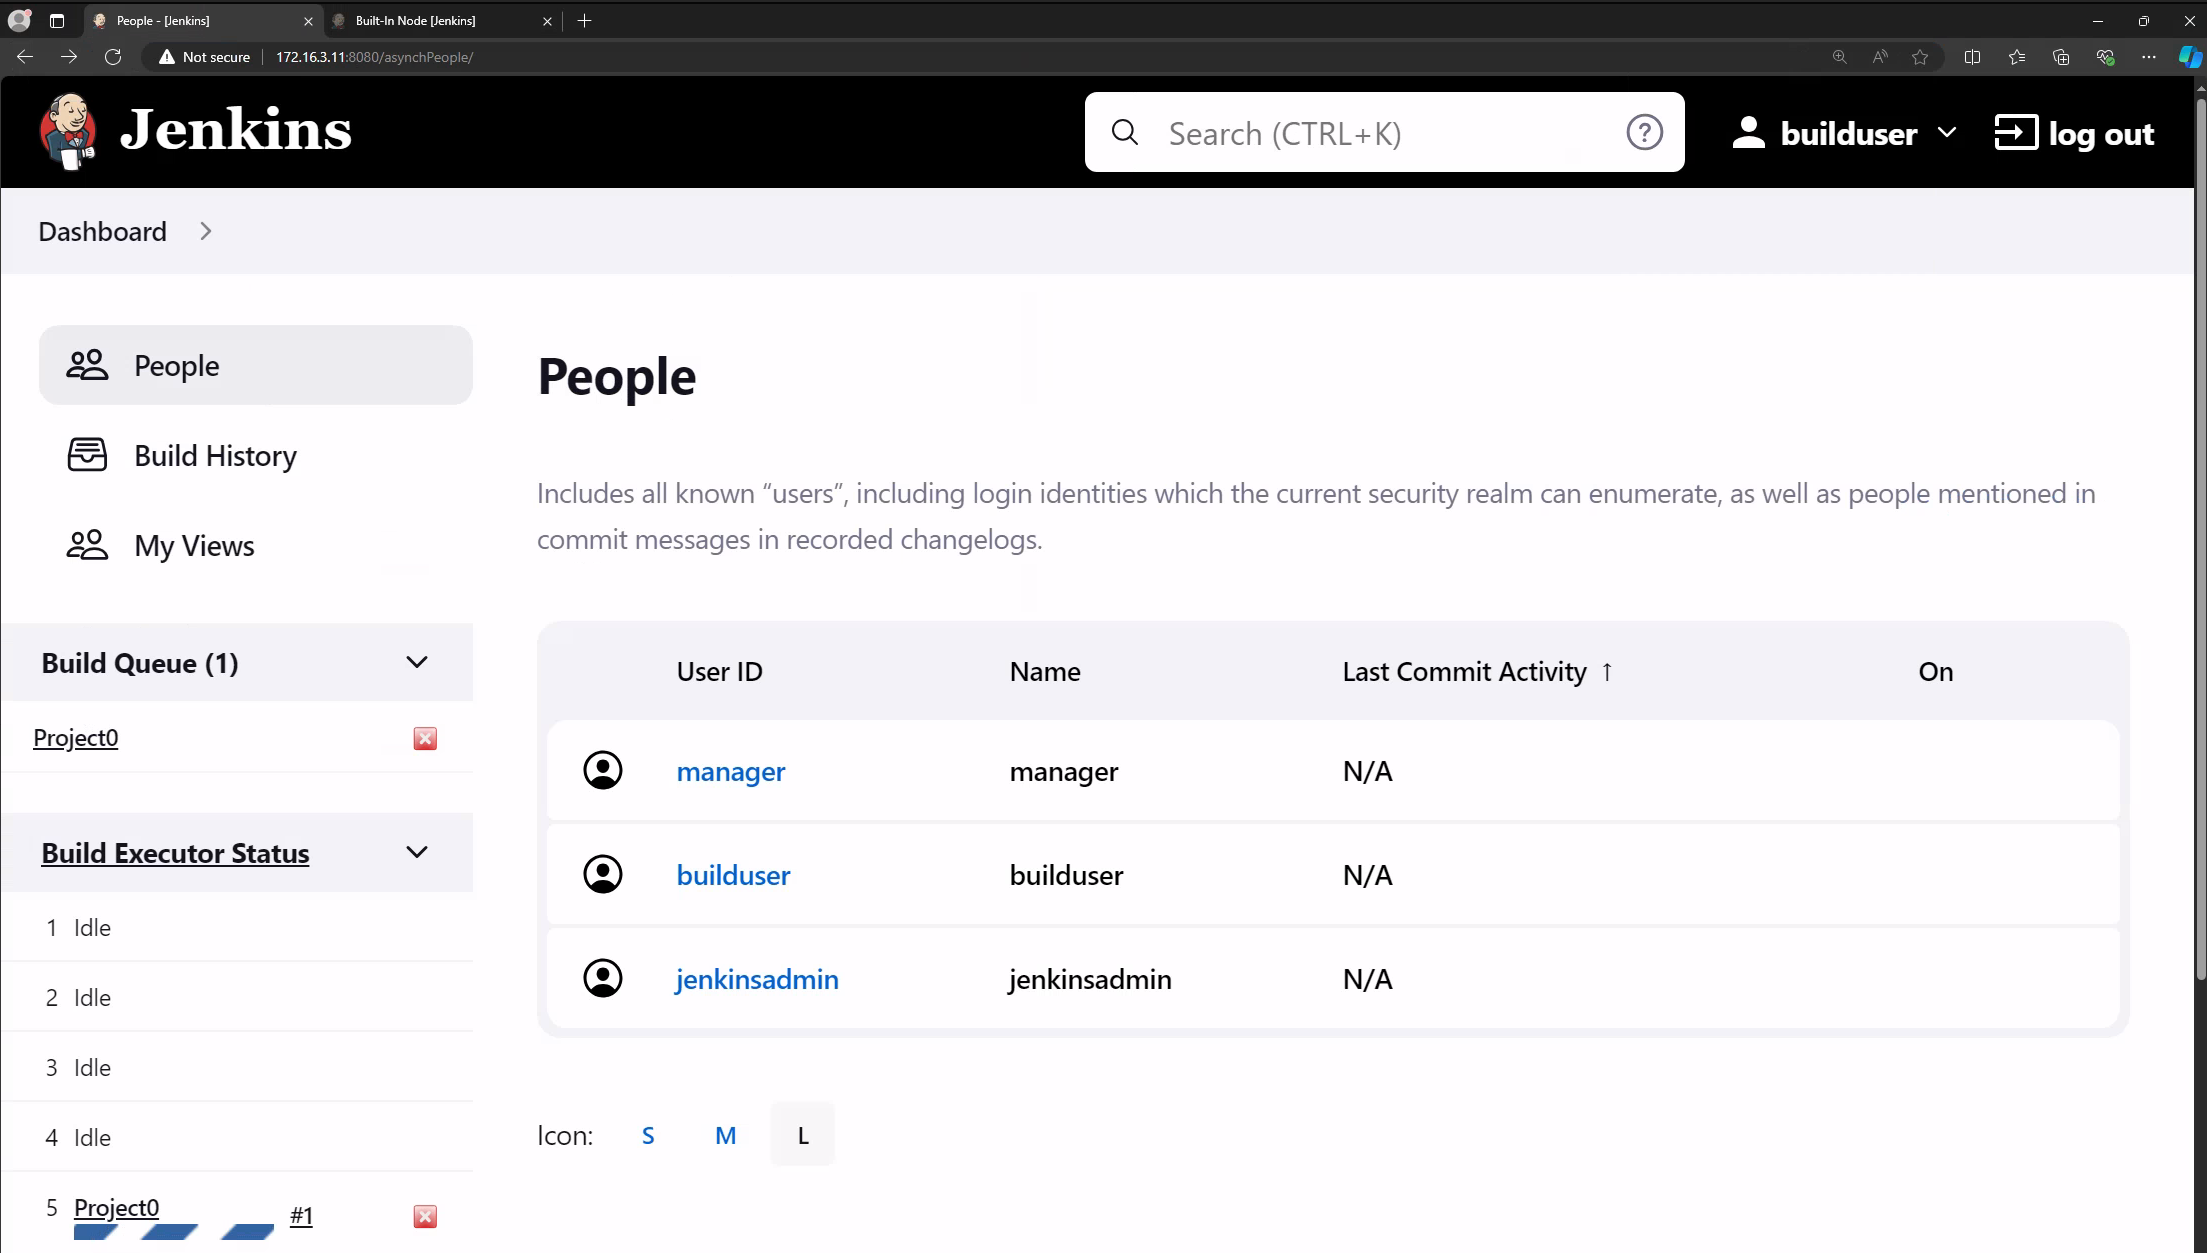 People - [Jenkins]
Built-In Node [Jenkins]
Not secure
172.16.3.11:8080/asynchPeople/
Jenkins
Search (CTRL+K)
builduser
log out
Dashboard
People
Build History
My Views
Build Queue (1)
Project0
Build Executor Status
1 Idle
2 Idle
3 Idle
4 Idle
5 Project0 #1
People
Includes all known “users”, including login identities which the current security realm can enumerate, as well as people mentioned in
commit messages in recorded changelogs.
User ID Name Last Commit Activity ↑ On
manager manager N/A
builduser builduser N/A
jenkinsadmin jenkinsadmin N/A
Icon: S M L